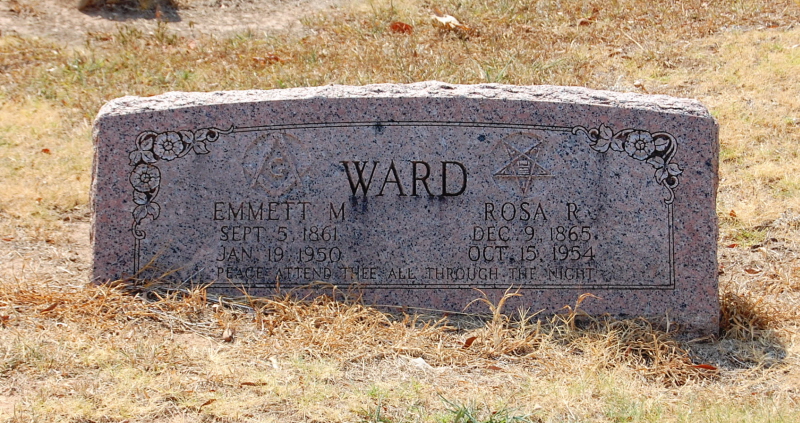 WARD
EMMETT M ROSA R
SEPT 5, 1861 DEC. 9, 1865
JAN. 19, 1950 OCT. 15, 1954
PEACE ATTEND THEE ALL THROUGH THE NIGHT